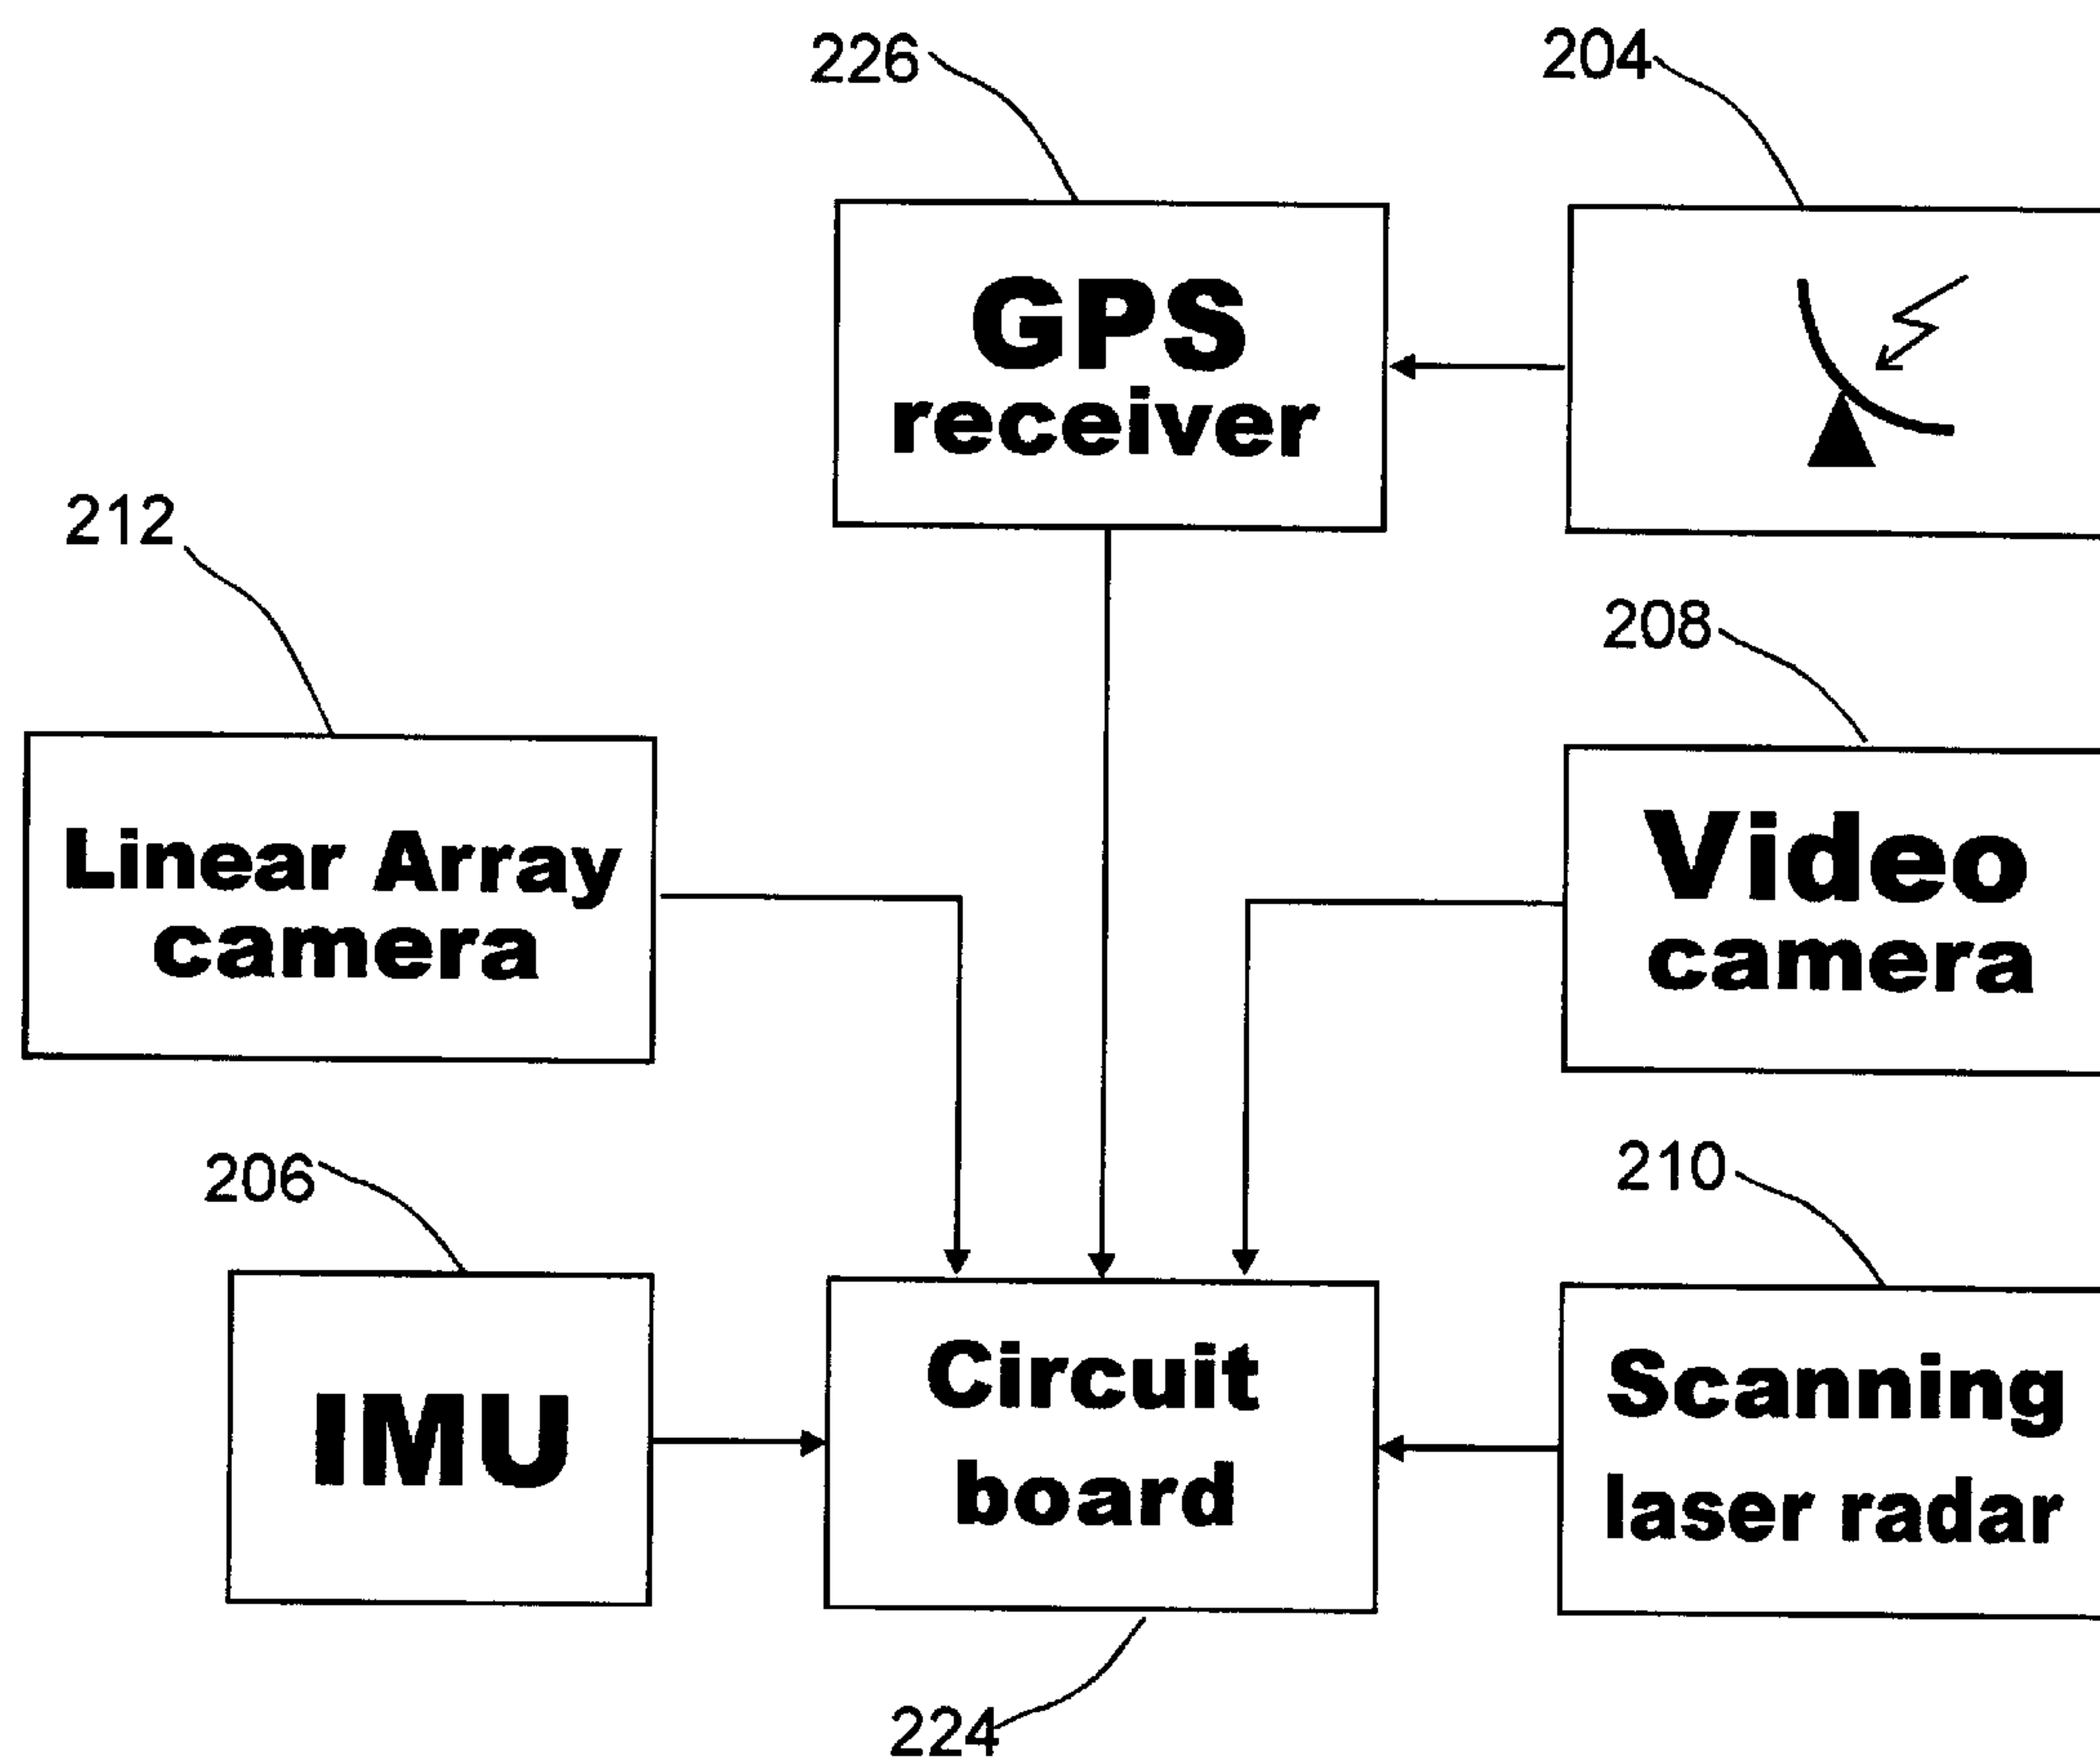 226
204
GPS
receiver
212
208
Linear Array
camera
Video
camera
206
210
IMU
Circuit
board
Scanning
laser radar
224